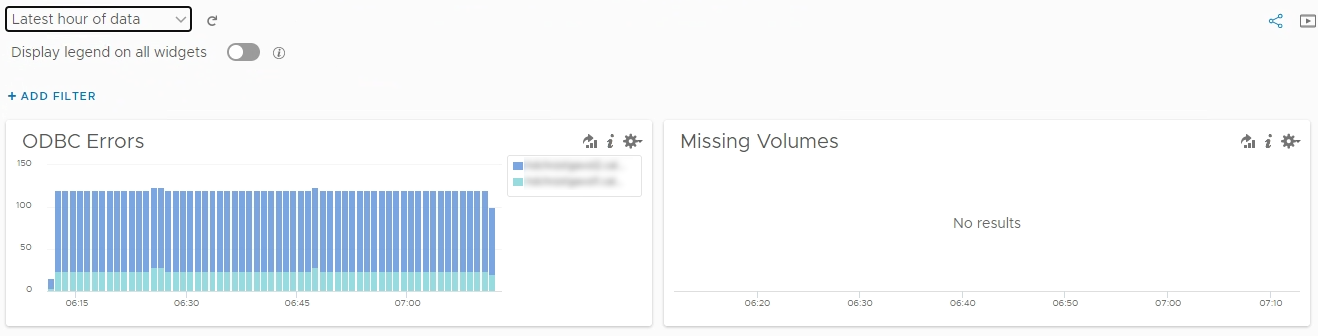 Latest hour of data
Display legend on all widgets
+ ADD FILTER
ODBC Errors
150
100
50
0
06:15 06:30 06:45 07:00
Missing Volumes
No results
06:20 06:30 06:40 06:50 07:00 07:10